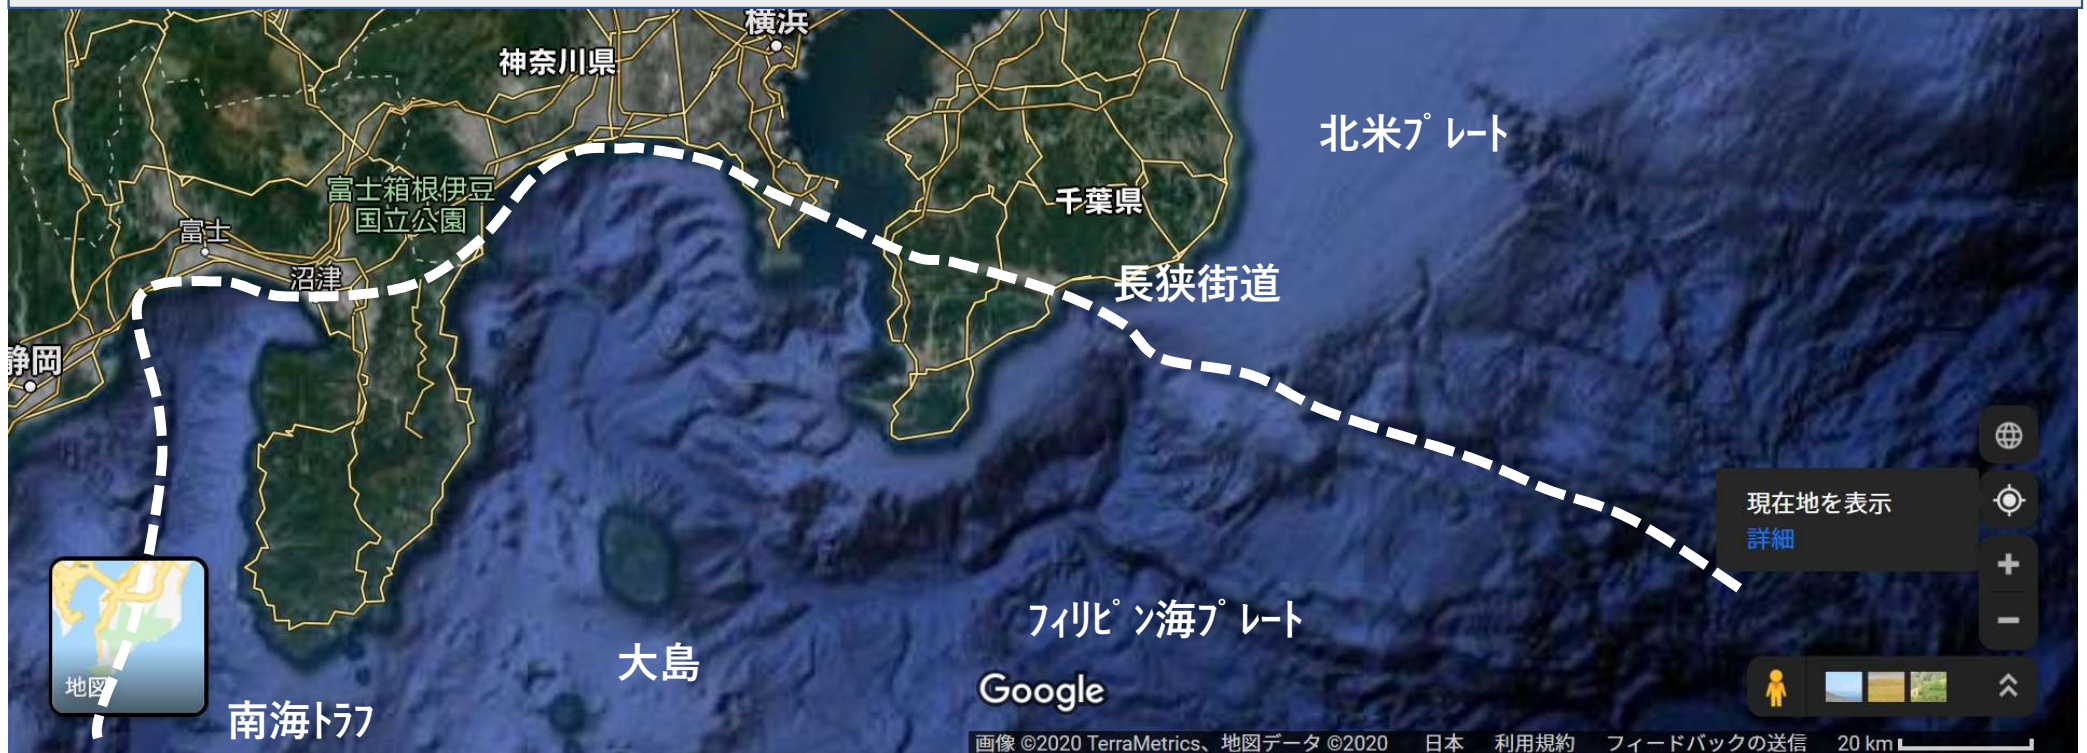 横浜
神奈川県
北米ﾌﾟﾚｰﾄ
富士箱根伊豆
国立公園
千葉県
富士
沼津
長狭街道
静岡
現在地を表示
詳細
ﾌｨﾘﾋﾟﾝ海ﾌﾟﾚｰﾄ
大島
地図
南海ﾄﾗﾌ
Google
画像 ©2020 TerraMetrics、地図データ ©2020 日本 利用規約 フィードバックの送信 20 km